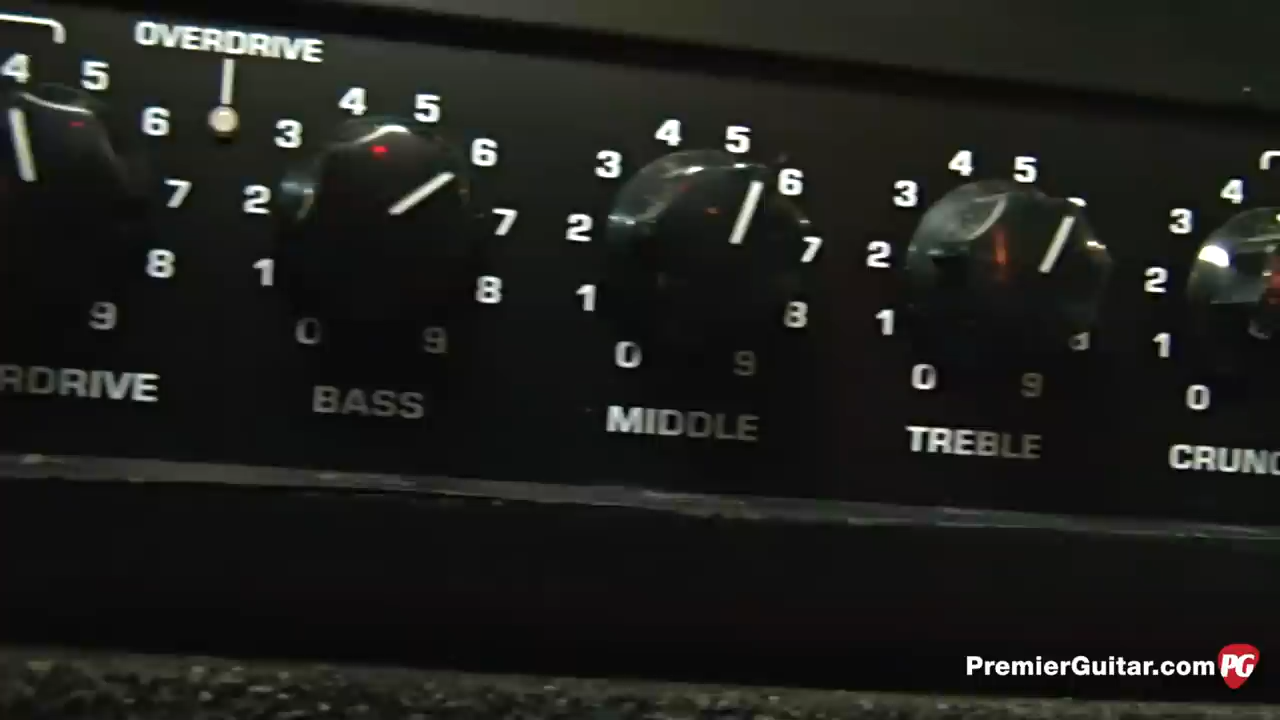 OVERDRIVE
4 5 6 7 8 9
RDRIVE
0 1 2 3 4 5 6 7 8 9
BASS
0 1 2 3 4 5 6 7 8 9
MIDDLE
0 1 2 3 4 5 9
TREBLE
0 1 2 3 4
CRUNC
PremierGuitar.com PG